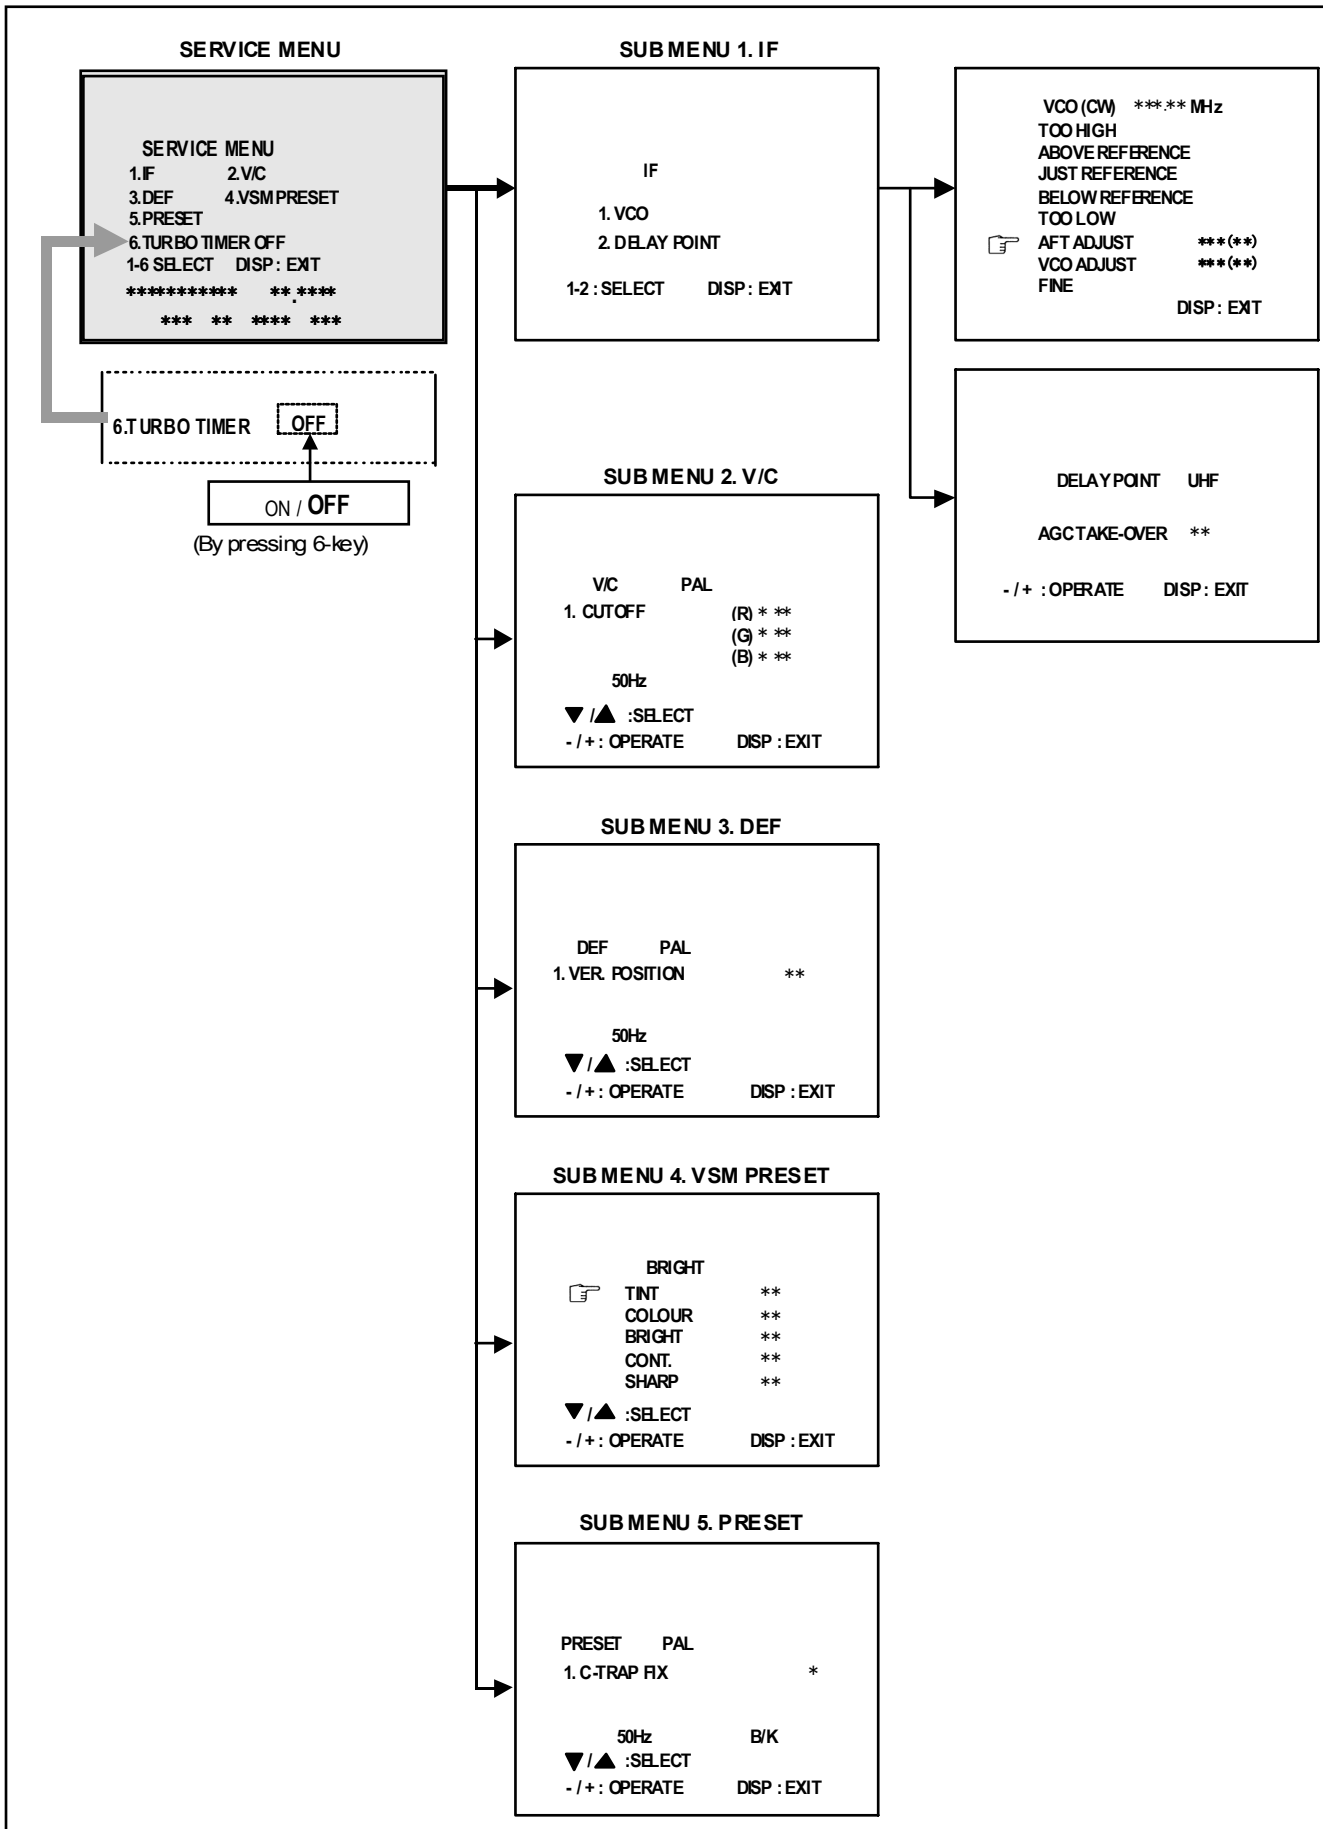 SERVICE MENU
SERVICE MENU
1.IF 2.V/C
3.DEF 4.VSM PRESET
5.PRESET
6.TURBO TIMER OFF
1-6 SELECT DISP : EXIT
*********** **.****
*** ** **** ***
6.TURBO TIMER OFF
ON / OFF
(By pressing 6-key)
SUB MENU 1. IF
IF
1. VCO
2. DELAY POINT
1-2 : SELECT DISP : EXIT
VCO (CW) ***.** MHz
TOO HIGH
ABOVE REFERENCE
JUST REFERENCE
BELOW REFERENCE
TOO LOW
☞ AFT ADJUST ***(**)
VCO ADJUST ***(**)
FINE
DISP : EXIT
DELAY POINT UHF
AGC TAKE-OVER **
- / + : OPERATE DISP : EXIT
SUB MENU 2. V/C
V/C PAL
1. CUTOFF (R) * **
(G) * **
(B) * **
50Hz
▼ /▲ :SELECT
- / + : OPERATE DISP : EXIT
SUB MENU 3. DEF
DEF PAL
1. VER. POSITION **
50Hz
▼ /▲ :SELECT
- / + : OPERATE DISP : EXIT
SUB MENU 4. VSM PRESET
BRIGHT
☞ TINT **
COLOUR **
BRIGHT **
CONT. **
SHARP **
▼ /▲ :SELECT
- / + : OPERATE DISP : EXIT
SUB MENU 5. PRESET
PRESET PAL
1. C-TRAP FIX *
50Hz B/K
▼ /▲ :SELECT
- / + : OPERATE DISP : EXIT